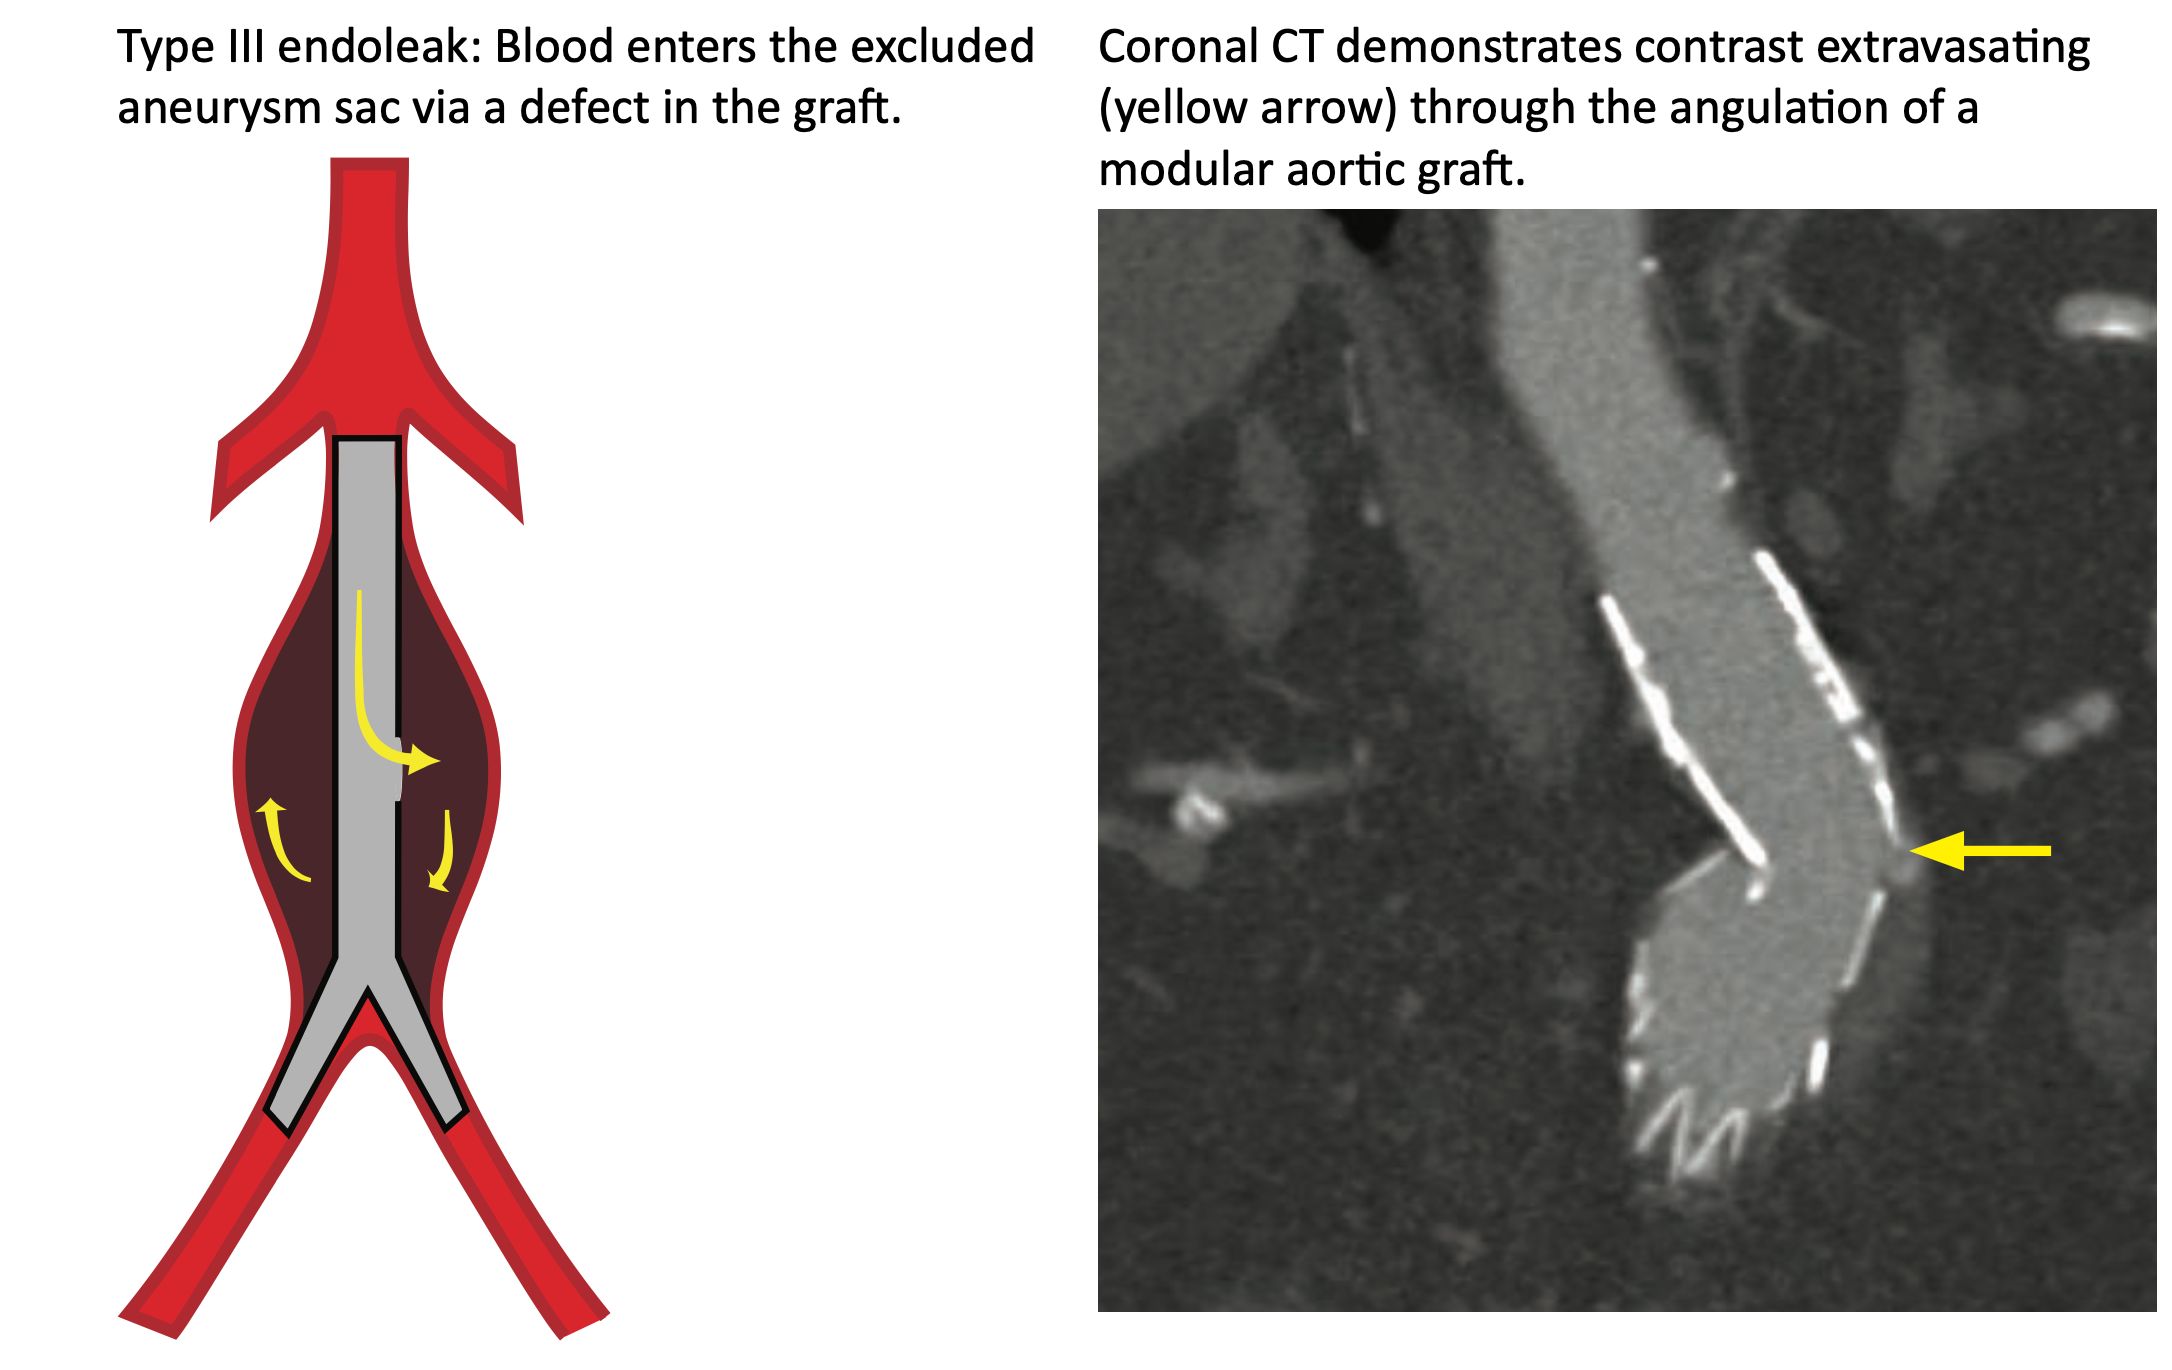 Type III endoleak: Blood enters the excluded
aneurysm sac via a defect in the graft.
Coronal CT demonstrates contrast extravasating
(yellow arrow) through the angulation of a
modular aortic graft.